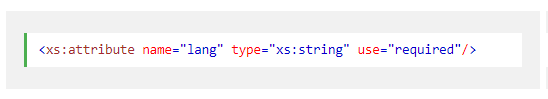 <xs:attribute name="lang" type="xs:string" use="required"/>